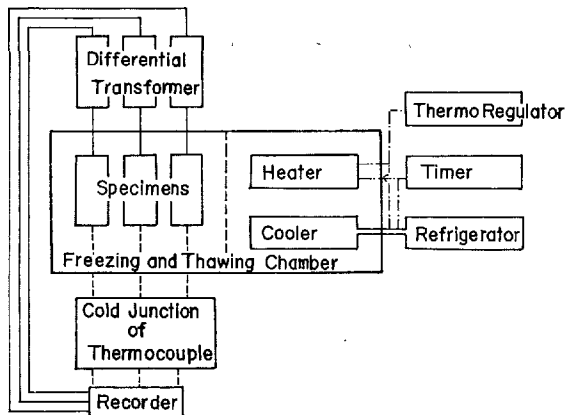 Differential
Transformer
Thermo Regulator
Specimens
Heater
Timer
Cooler
Refrigerator
Freezing and Thawing Chamber
Cold Junction
of
Thermocouple
Recorder